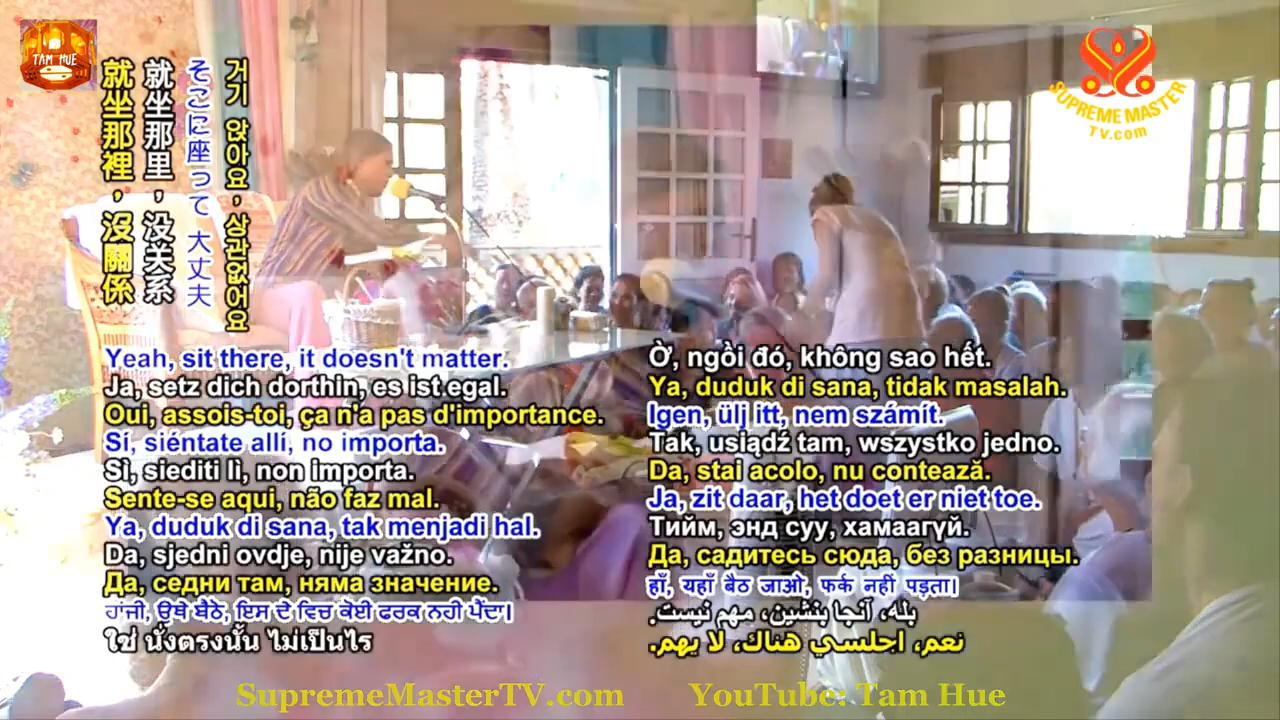 TAM HUE
SUPREME MASTER
TV.com
就坐那裡，沒關係
就坐那里，没关系
そこに座って 大丈夫
거기 앉아요, 상관없어요
Yeah, sit there, it doesn't matter.
Ja, setz dich dorthin, es ist egal.
Oui, assois-toi, ça n'a pas d'importance.
Sí, siéntate allí, no importa.
Sì, siediti lì, non importa.
Sente-se aqui, não faz mal.
Ya, duduk di sana, tak menjadi hal.
Da, sjedni ovdje, nije važno.
Да, седни там, няма значение.
ਹਾਂਜੀ, ਉਥੇ ਬੈਠੋ, ਇਸ ਦੇ ਵਿਚ ਕੋਈ ਫਰਕ ਨਹੀ ਪੈਂਦਾ।
ใช่ นั่งตรงนั้น ไม่เป็นไร
Ờ, ngồi đó, không sao hết.
Ya, duduk di sana, tidak masalah.
Igen, ülj itt, nem számít.
Tak, usiądź tam, wszystko jedno.
Da, stai acolo, nu contează.
Ja, zit daar, het doet er niet toe.
Тийм, энд суу, хамаагүй.
Да, садитесь сюда, без разницы.
हाँ, यहाँ बैठ जाओ, फर्क नहीं पड़ता।
بله، آنجا بنشین، مهم نیست.
نعم، اجلسي هناك، لا يهم.
SupremeMasterTV.com
YouTube: Tam Hue